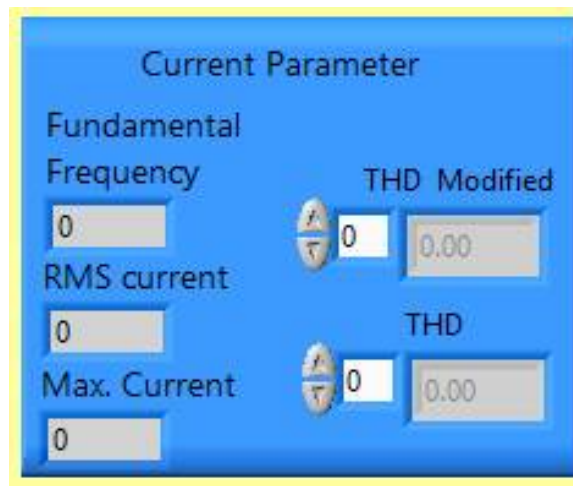 Current Parameter
Fundamental
Frequency
0
THD Modified
0
0.00
RMS current
0
THD
0
0.00
Max. Current
0